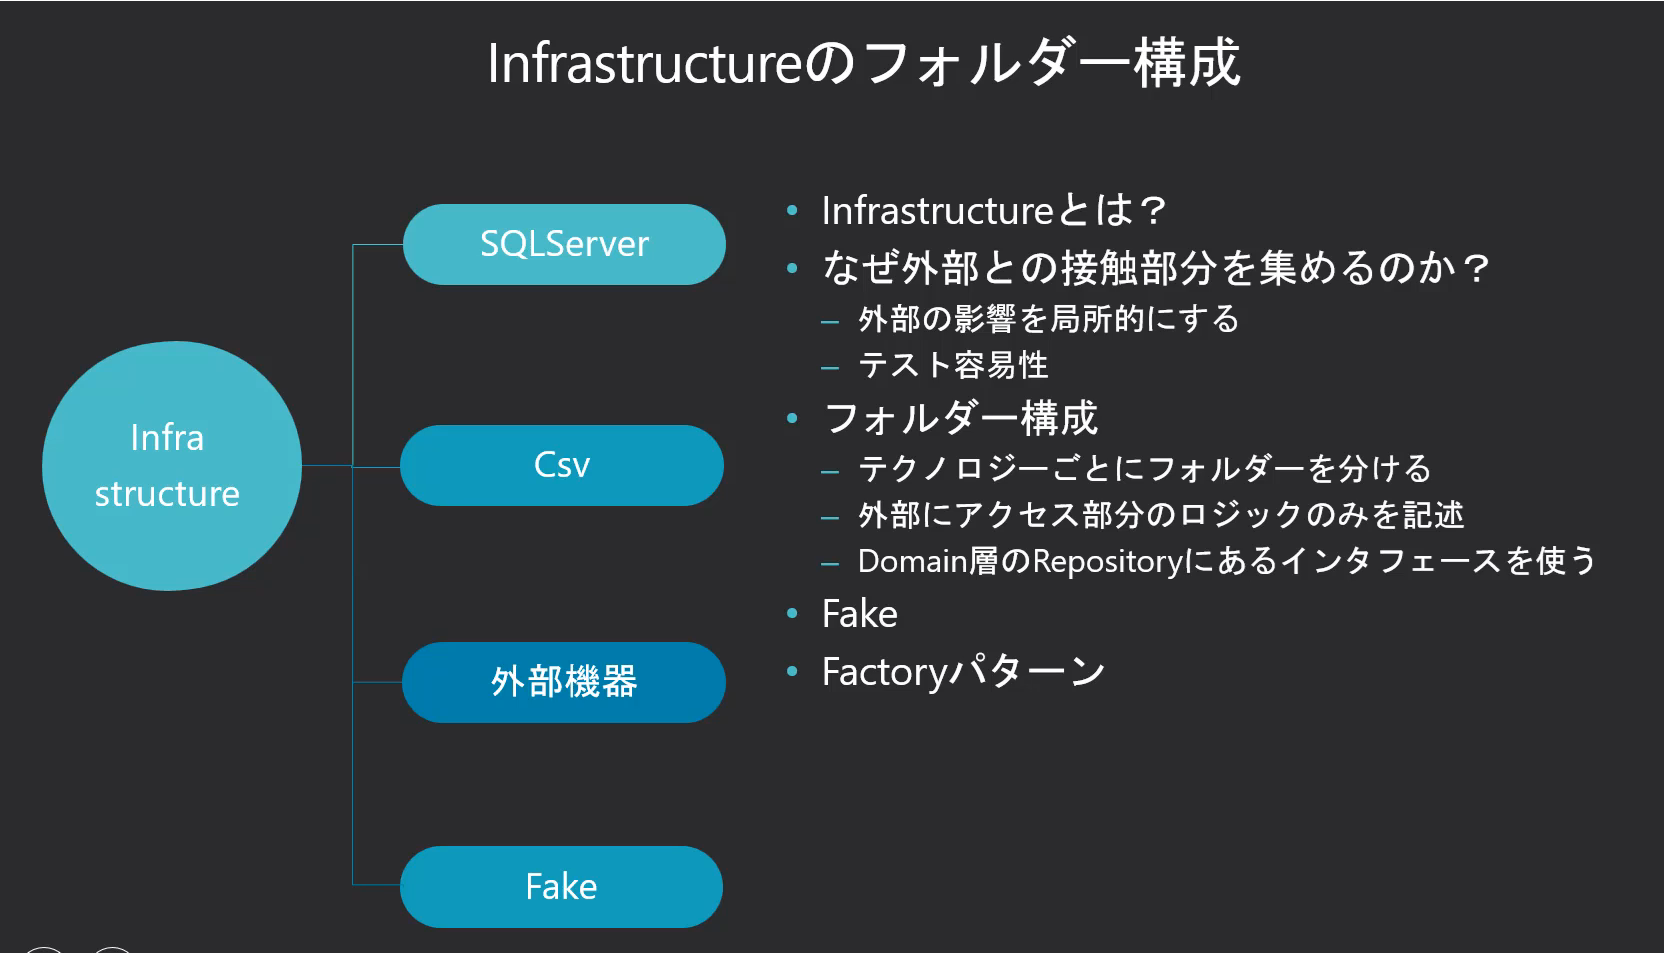 Infrastructureのフォルダー構成
Infra
structure
SQLServer
Csv
外部機器
Fake
• Infrastructureとは？
• なぜ外部との接触部分を集めるのか？
– 外部の影響を局所的にする
– テスト容易性
• フォルダー構成
– テクノロジーごとにフォルダーを分ける
– 外部にアクセス部分のロジックのみを記述
– Domain層のRepositoryにあるインタフェースを使う
• Fake
• Factoryパターン